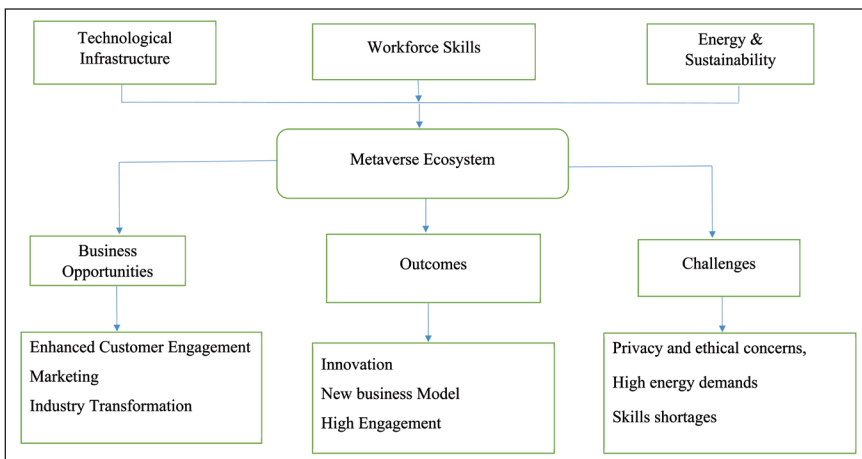 Technological
Infrastructure
Workforce Skills
Energy &
Sustainability
Metaverse Ecosystem
Business
Opportunities
Outcomes
Challenges
Enhanced Customer Engagement
Marketing
Industry Transformation
Innovation
New business Model
High Engagement
Privacy and ethical concerns,
High energy demands
Skills shortages